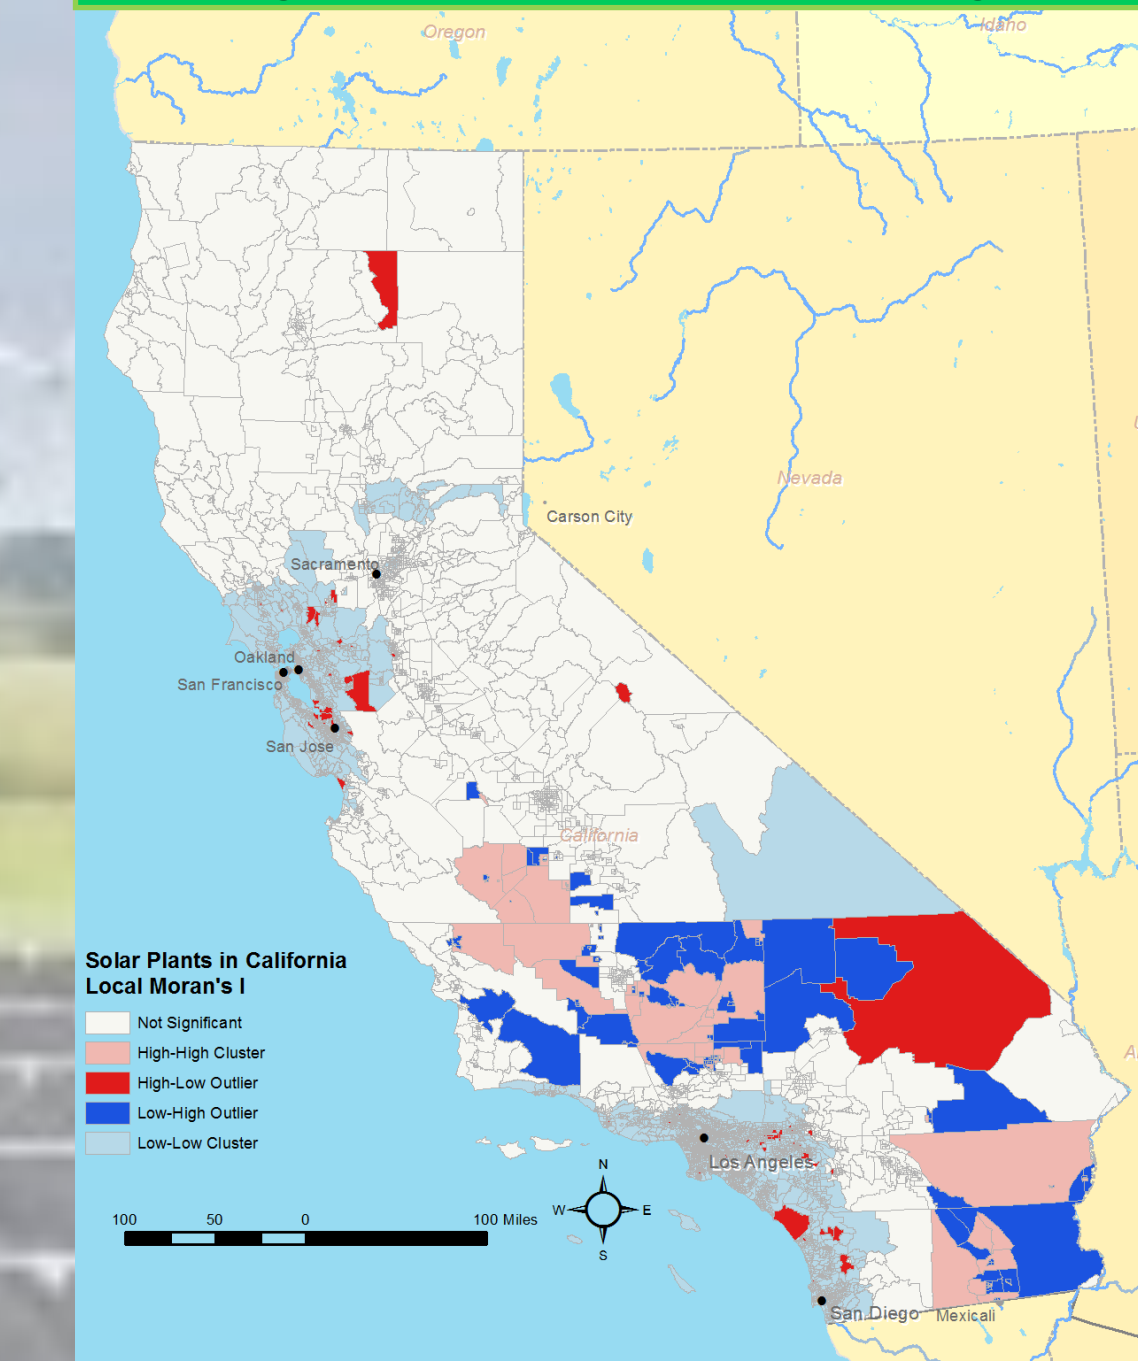 Oregon
Idaho
Nevada
Carson City
Sacramento
Oakland
San Francisco
San Jose
California
Solar Plants in California
Local Moran's I
Not Significant
High-High Cluster
High-Low Outlier
Low-High Outlier
Low-Low Cluster
Los Angeles
N
W
E
S
100 50 0 100 Miles
San Diego
Mexicali